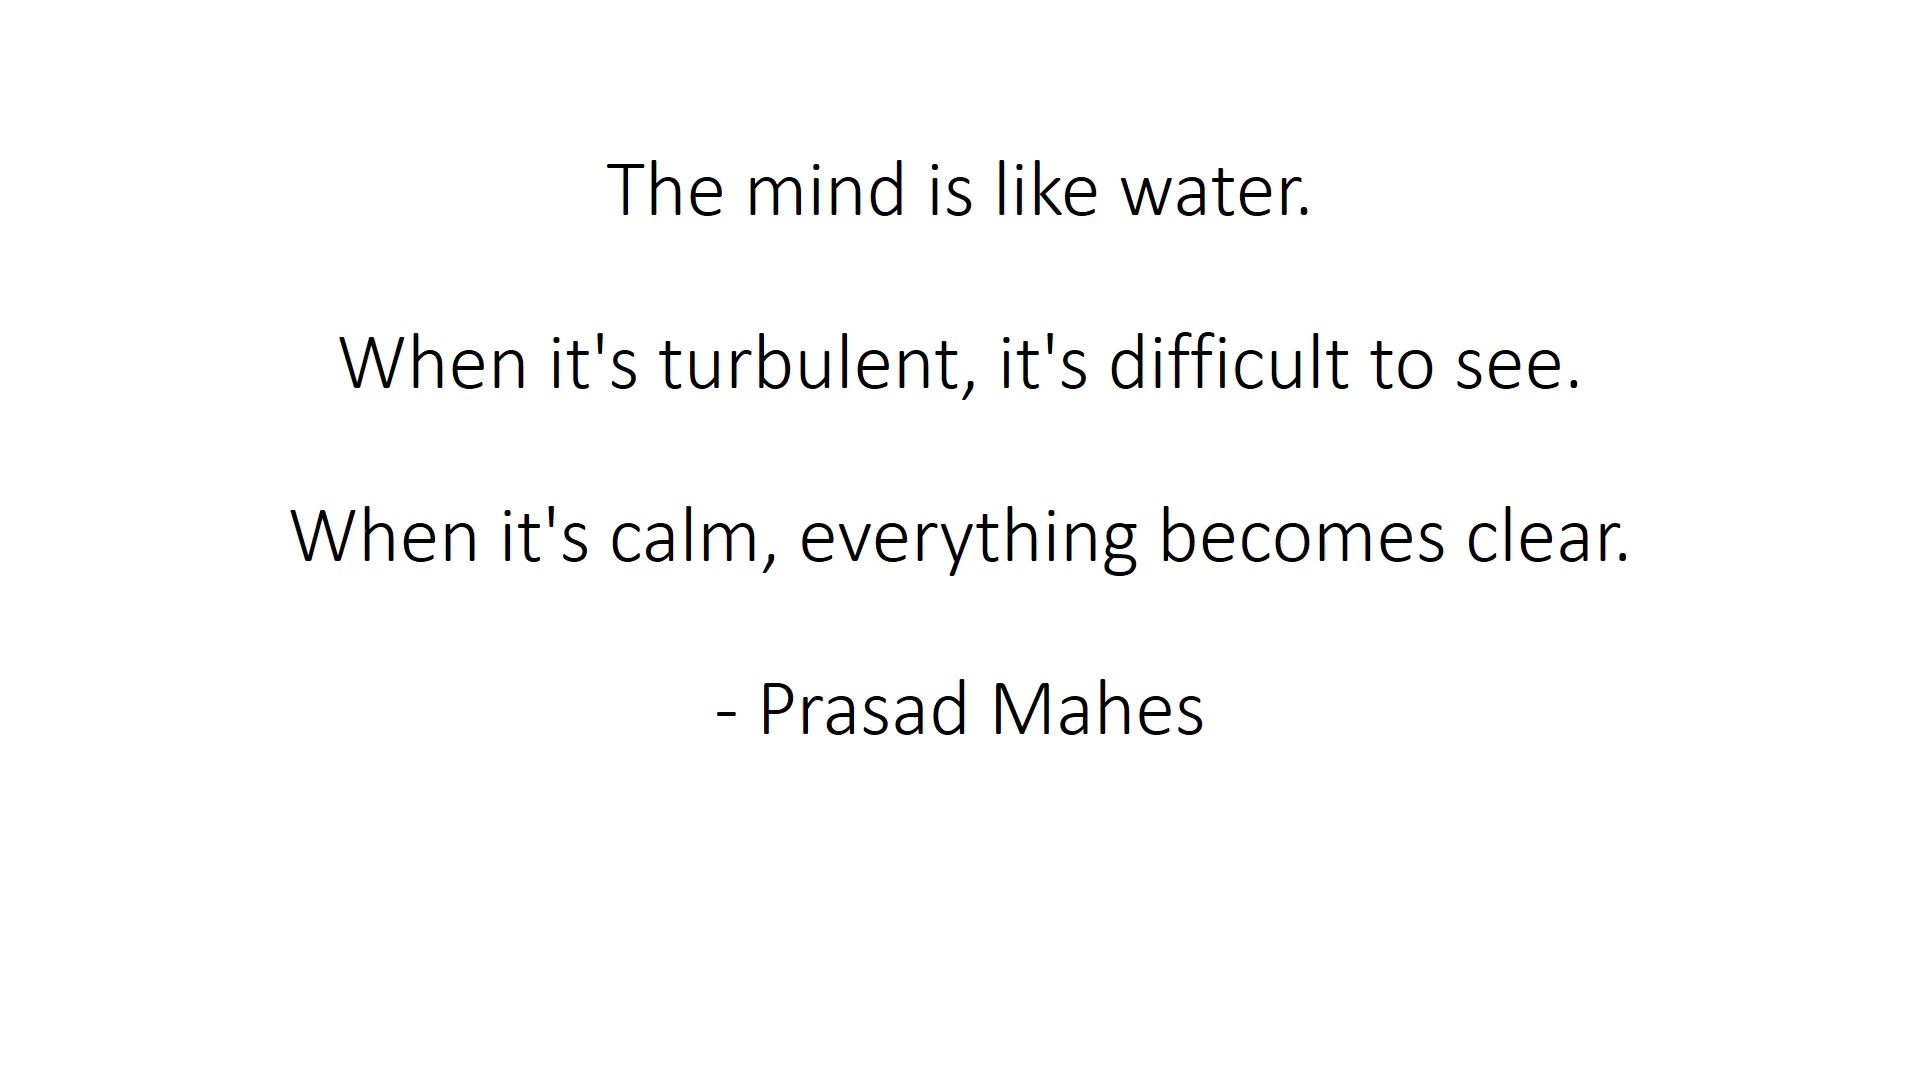 The mind is like water.
When it's turbulent, it's difficult to see.
When it's calm, everything becomes clear.
- Prasad Mahes